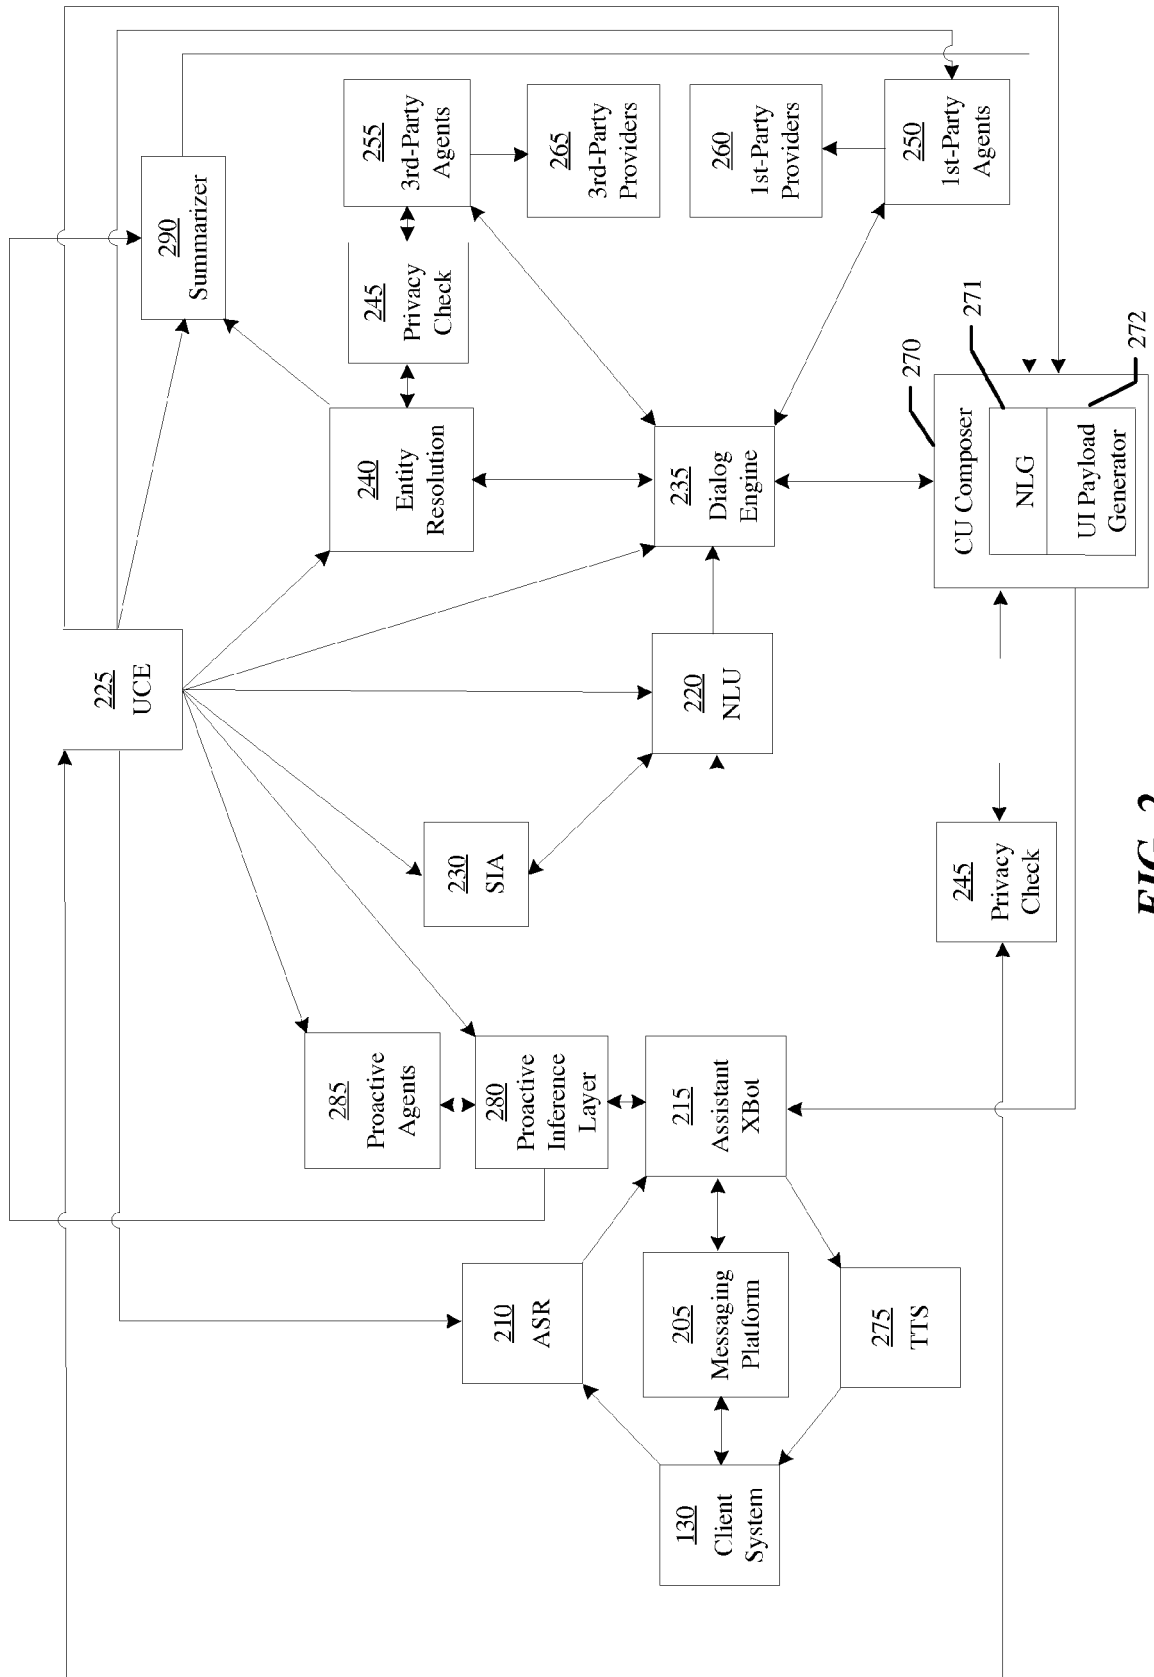 225
UCE
290
Summarizer
285
Proactive
Agents
240
Entity
Resolution
245
Privacy
Check
255
3rd-Party
Agents
230
SIA
210
ASR
280
Proactive
Inference
Layer
265
3rd-Party
Providers
130
Client
System
205
Messaging
Platform
215
Assistant
XBot
220
NLU
235
Dialog
Engine
260
1st-Party
Providers
275
TTS
250
1st-Party
Agents
245
Privacy
Check
270
CU Composer
271
NLG
272
UI Payload
Generator
FIG. 2